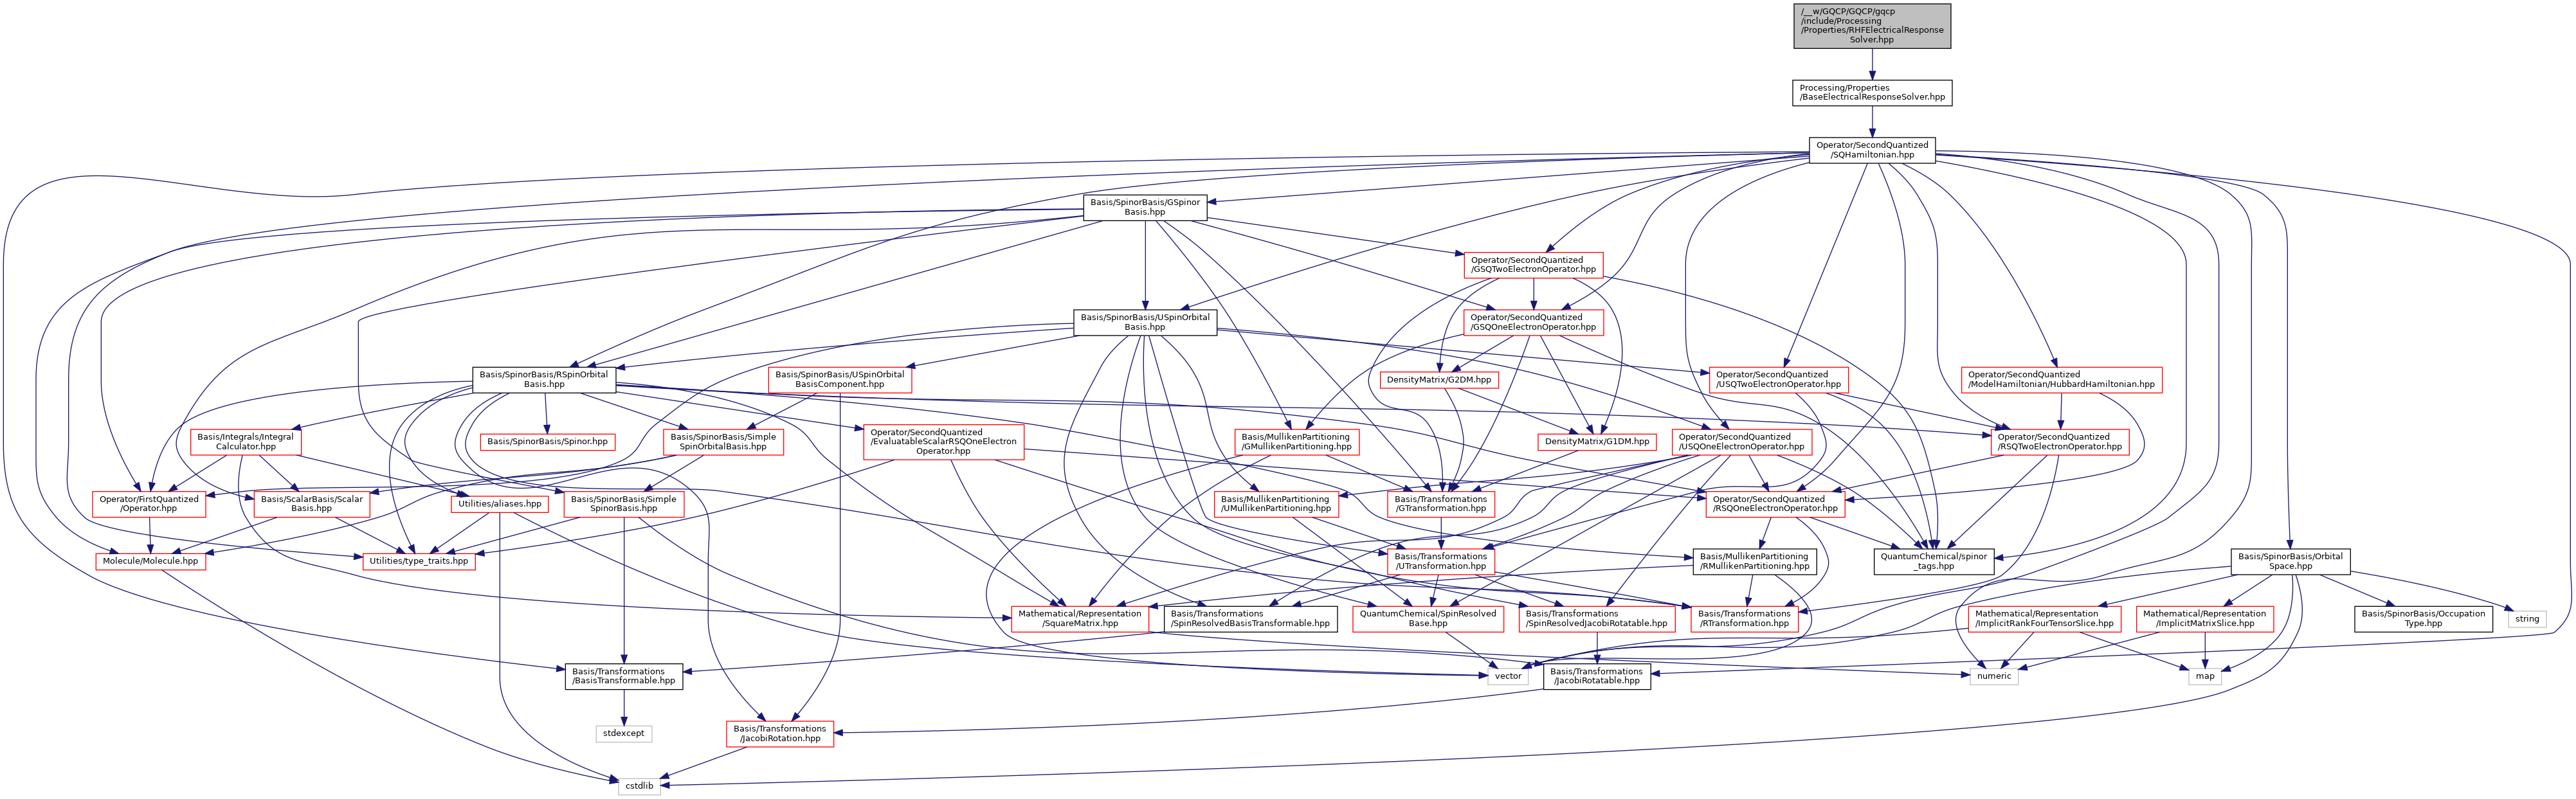 /__w/GQCP/GQCP/gqcp
/include/Processing
/Properties/RHFElectricalResponse
Solver.hpp
Processing/Properties
/BaseElectricalResponseSolver.hpp
Operator/SecondQuantized
/SQHamiltonian.hpp
Basis/SpinorBasis/GSpinor
Basis.hpp
Operator/SecondQuantized
/GSQTwoElectronOperator.hpp
Basis/SpinorBasis/USpinOrbital
Basis.hpp
Operator/SecondQuantized
/GSQOneElectronOperator.hpp
Basis/SpinorBasis/RSpinOrbital
Basis.hpp
Basis/SpinorBasis/USpinOrbital
BasisComponent.hpp
DensityMatrix/G2DM.hpp
Operator/SecondQuantized
/USQTwoElectronOperator.hpp
Operator/SecondQuantized
/ModelHamiltonian/HubbardHamiltonian.hpp
Basis/Integrals/Integral
Calculator.hpp
Basis/SpinorBasis/Spinor.hpp
Basis/SpinorBasis/Simple
SpinOrbitalBasis.hpp
Operator/SecondQuantized
/EvaluatableScalarRSQOneElectron
Operator.hpp
Basis/MullikenPartitioning
/GMullikenPartitioning.hpp
DensityMatrix/G1DM.hpp
Operator/SecondQuantized
/USQOneElectronOperator.hpp
Operator/SecondQuantized
/RSQTwoElectronOperator.hpp
Operator/FirstQuantized
/Operator.hpp
Basis/ScalarBasis/Scalar
Basis.hpp
Utilities/aliases.hpp
Basis/SpinorBasis/Simple
SpinorBasis.hpp
Basis/MullikenPartitioning
/UMullikenPartitioning.hpp
Basis/Transformations
/GTransformation.hpp
Operator/SecondQuantized
/RSQOneElectronOperator.hpp
Molecule/Molecule.hpp
Utilities/type_traits.hpp
Basis/Transformations
/UTransformation.hpp
Basis/MullikenPartitioning
/RMullikenPartitioning.hpp
QuantumChemical/spinor
_tags.hpp
Basis/SpinorBasis/Orbital
Space.hpp
Mathematical/Representation
/SquareMatrix.hpp
Basis/Transformations
/SpinResolvedBasisTransformable.hpp
QuantumChemical/SpinResolved
Base.hpp
Basis/Transformations
/SpinResolvedJacobiRotatable.hpp
Basis/Transformations
/RTransformation.hpp
Mathematical/Representation
/ImplicitRankFourTensorSlice.hpp
Mathematical/Representation
/ImplicitMatrixSlice.hpp
Basis/SpinorBasis/Occupation
Type.hpp
string
Basis/Transformations
/BasisTransformable.hpp
vector
Basis/Transformations
/JacobiRotatable.hpp
numeric
map
stdexcept
Basis/Transformations
/JacobiRotation.hpp
cstdlib